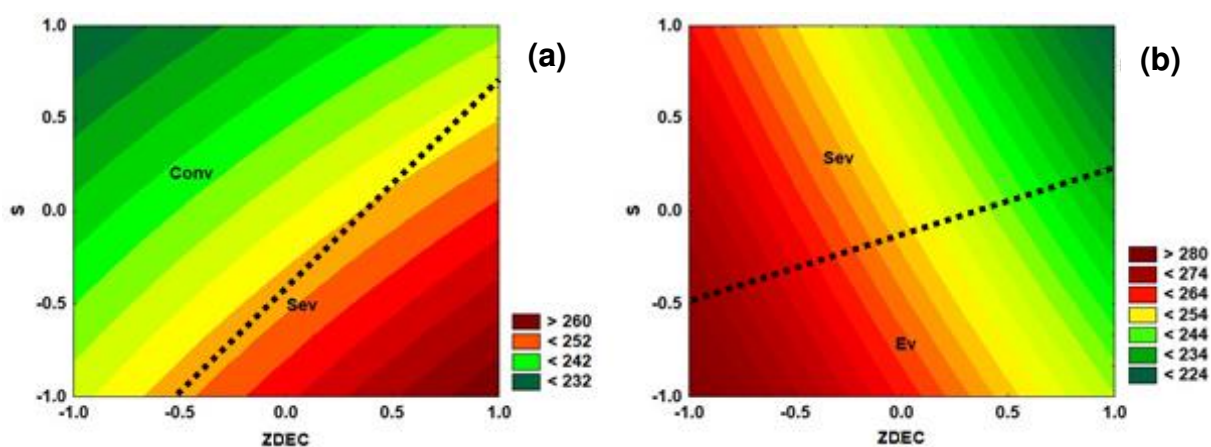 (a)
1.0
0.5
0.0
-0.5
-1.0
S
Conv
Sev
-1.0 -0.5 0.0 0.5 1.0
ZDEC
> 260
< 252
< 242
< 232
(b)
1.0
0.5
0.0
-0.5
-1.0
S
Sev
Ev
-1.0 -0.5 0.0 0.5 1.0
ZDEC
> 280
< 274
< 264
< 254
< 244
< 234
< 224